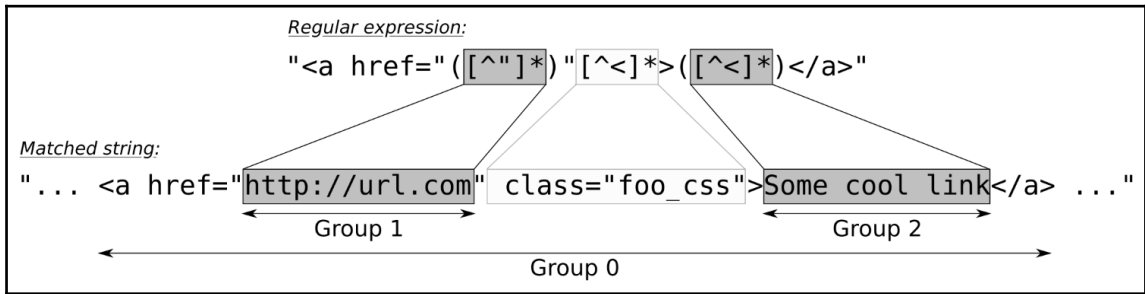 Regular expression:
"<a href="([^"]*)"[^<]*>([^<]*)</a>"
Matched string:
"... <a href="http://url.com" class="foo_css">Some cool link</a> ..."
Group 1 Group 2
Group 0